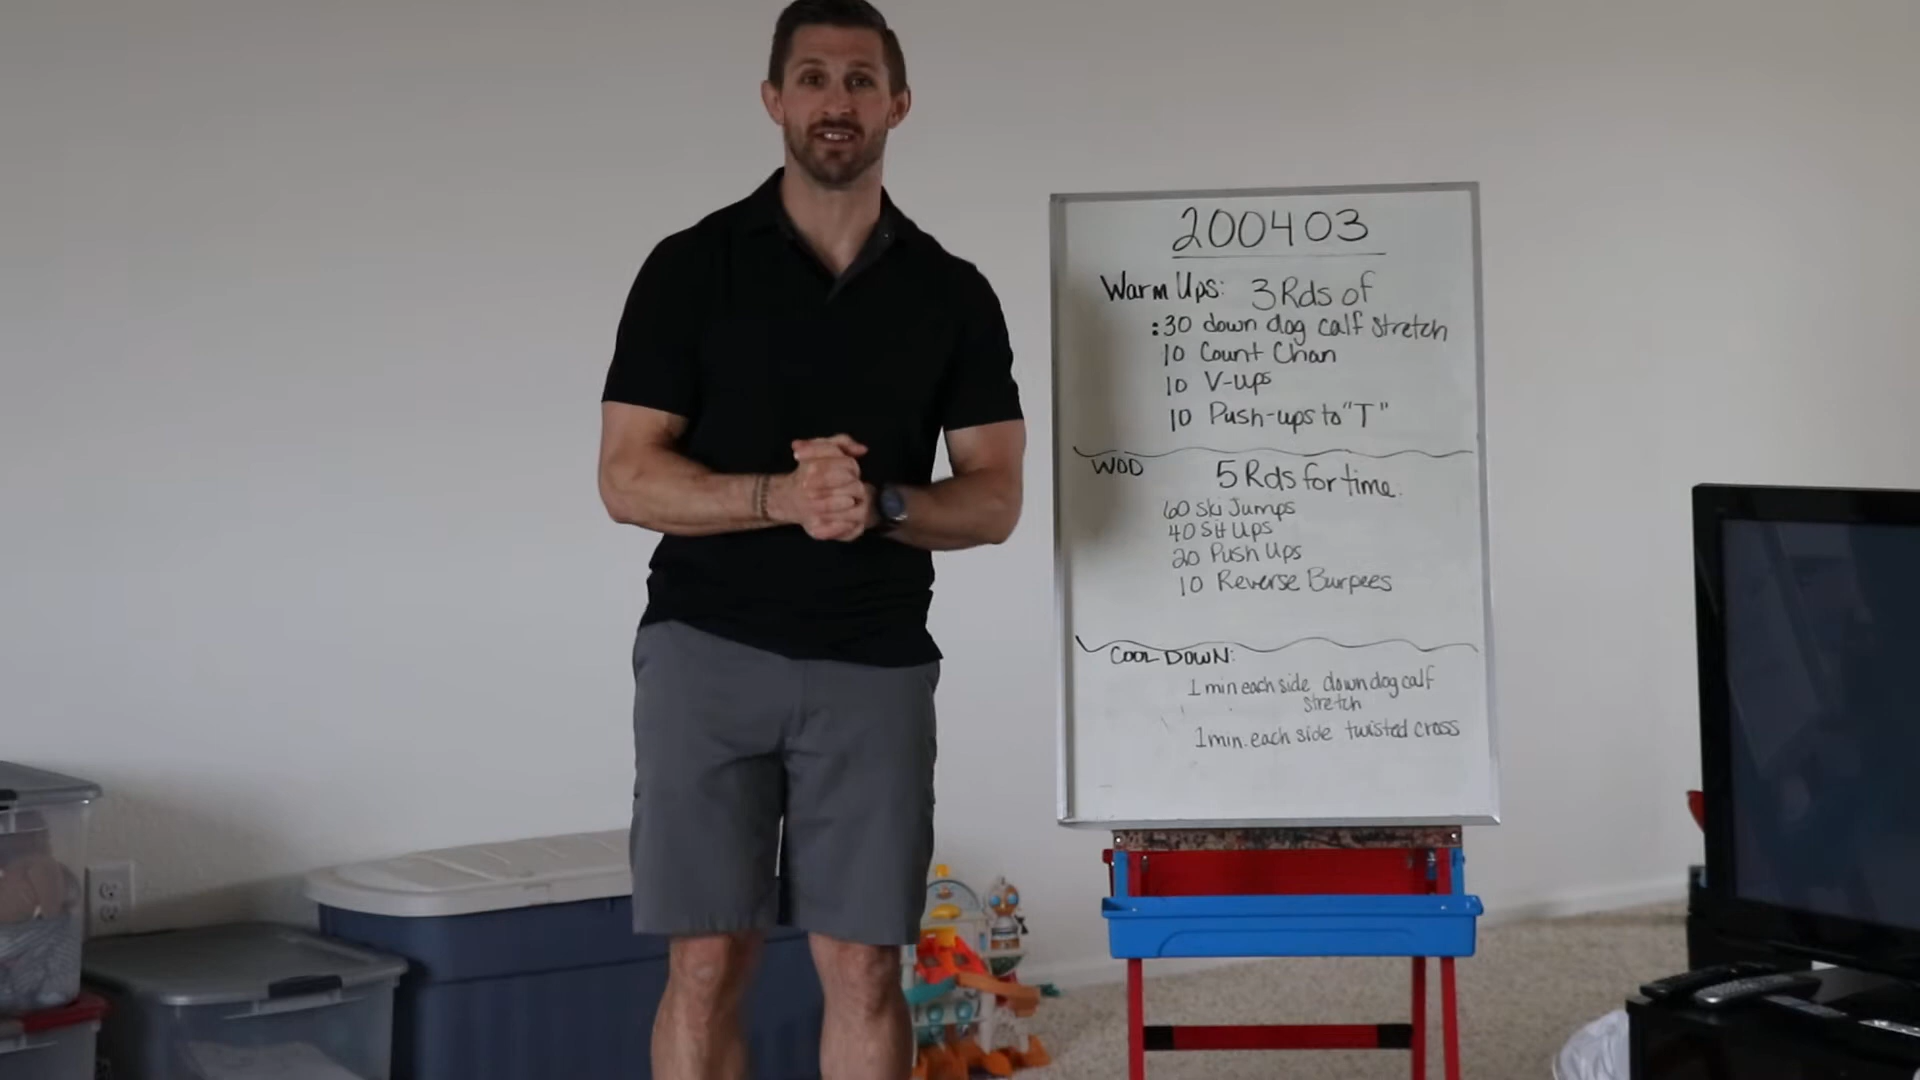 200403
Warm Ups: 3 Rds of
:30 down dog calf stretch
10 Count Chan
10 V-ups
10 Push-ups to "T"
WOD 5 Rds for time.
60 Ski Jumps
40 Sit Ups
20 Push Ups
10 Reverse Burpees
COOL DOWN:
1 min each side down dog calf
stretch
1 min. each side twisted cross